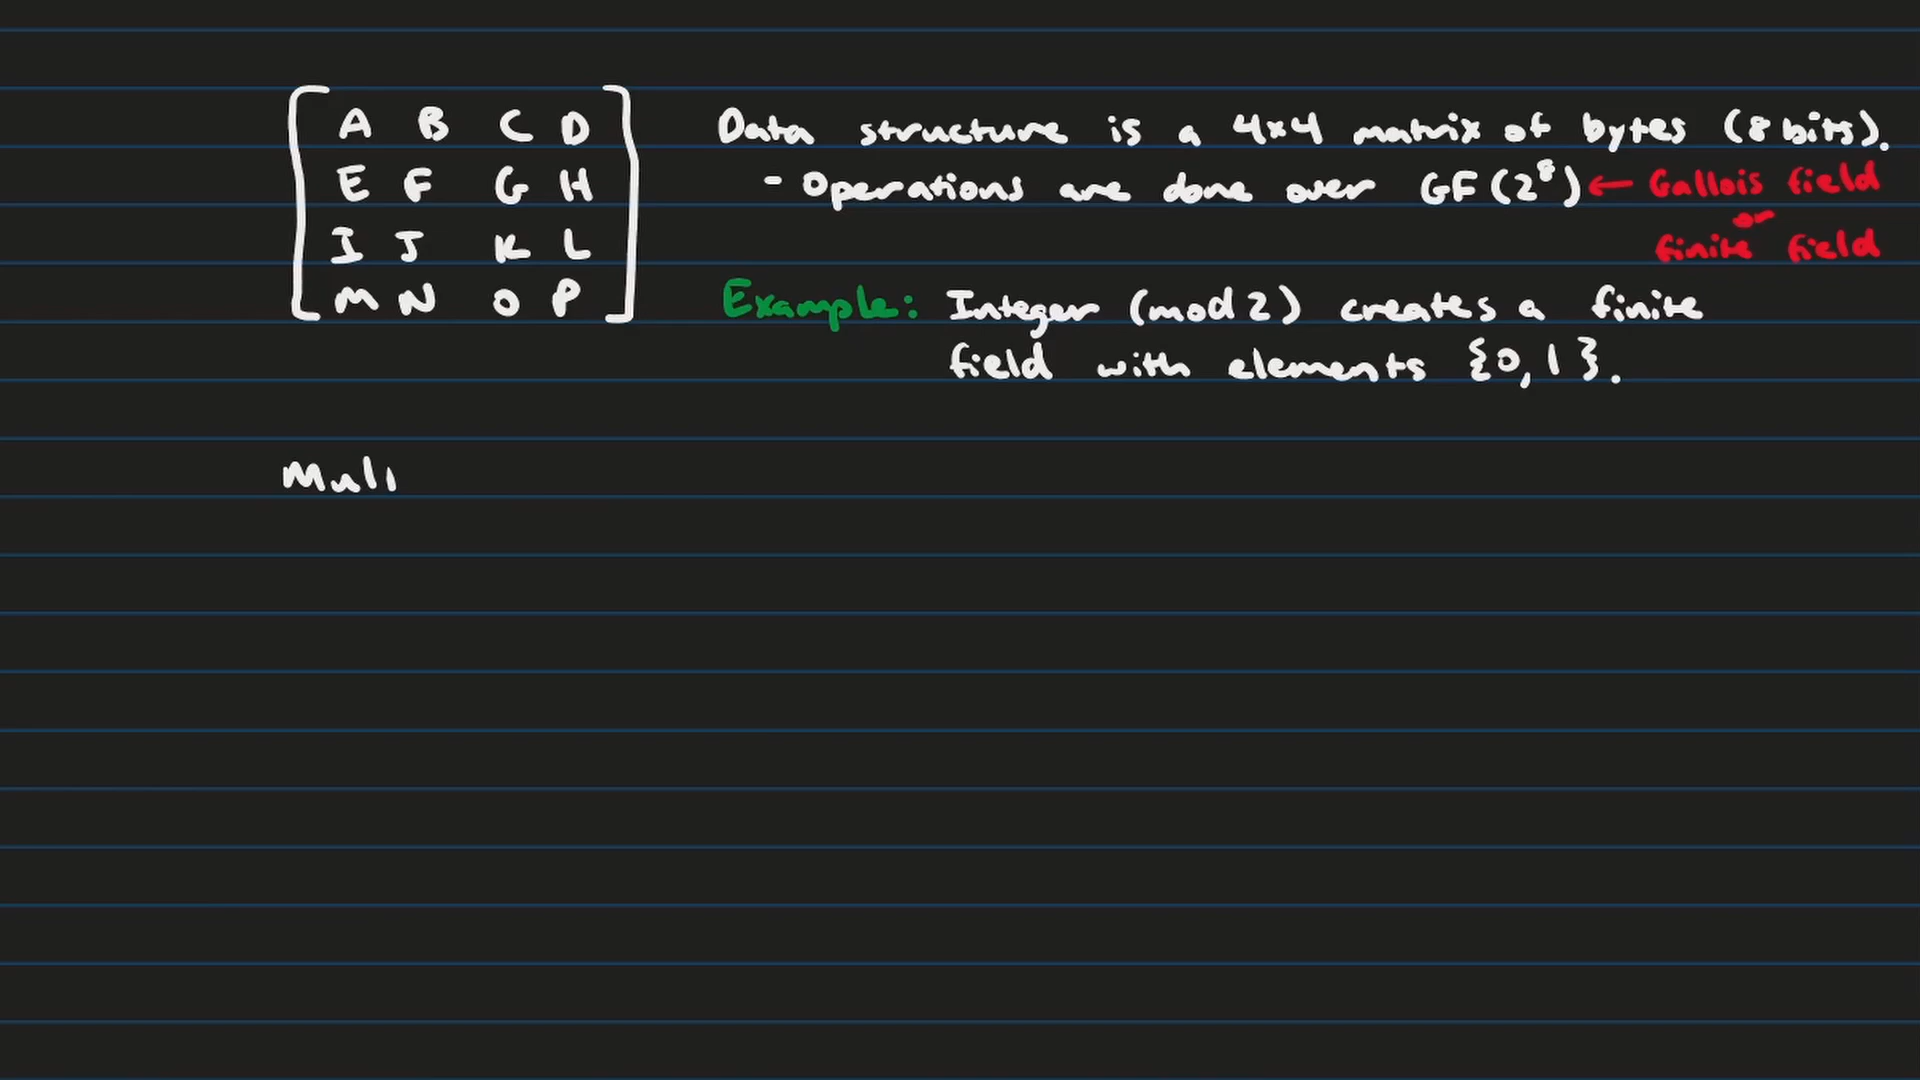 A B C D
E F G H
I J K L
M N O P
Data structure is a 4x4 matrix of bytes (8 bits).
- Operations are done over GF(2⁸) ← Gallois field
or
finite field
Example: Integer (mod 2) creates a finite
field with elements {0,1}.